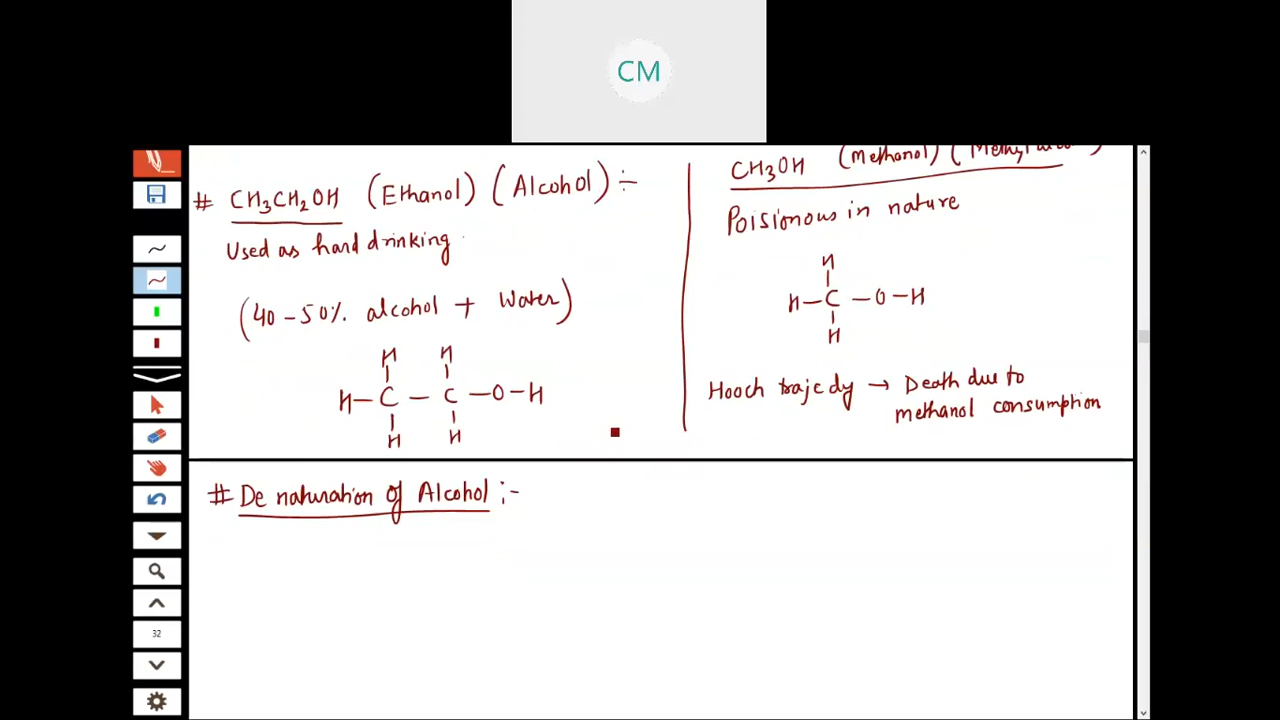 CM
# CH3CH2OH (Ethanol) (Alcohol) :-
Used as hard drinking
(40-50% alcohol + Water)
H H
H-C-C-O-H
H H
CH3OH (Methanol) (Methyl
Poisionous in nature
H
H-C-O-H
H
Hooch trajedy → Death due to
methanol consumption
# De naturation of Alcohol :-
32